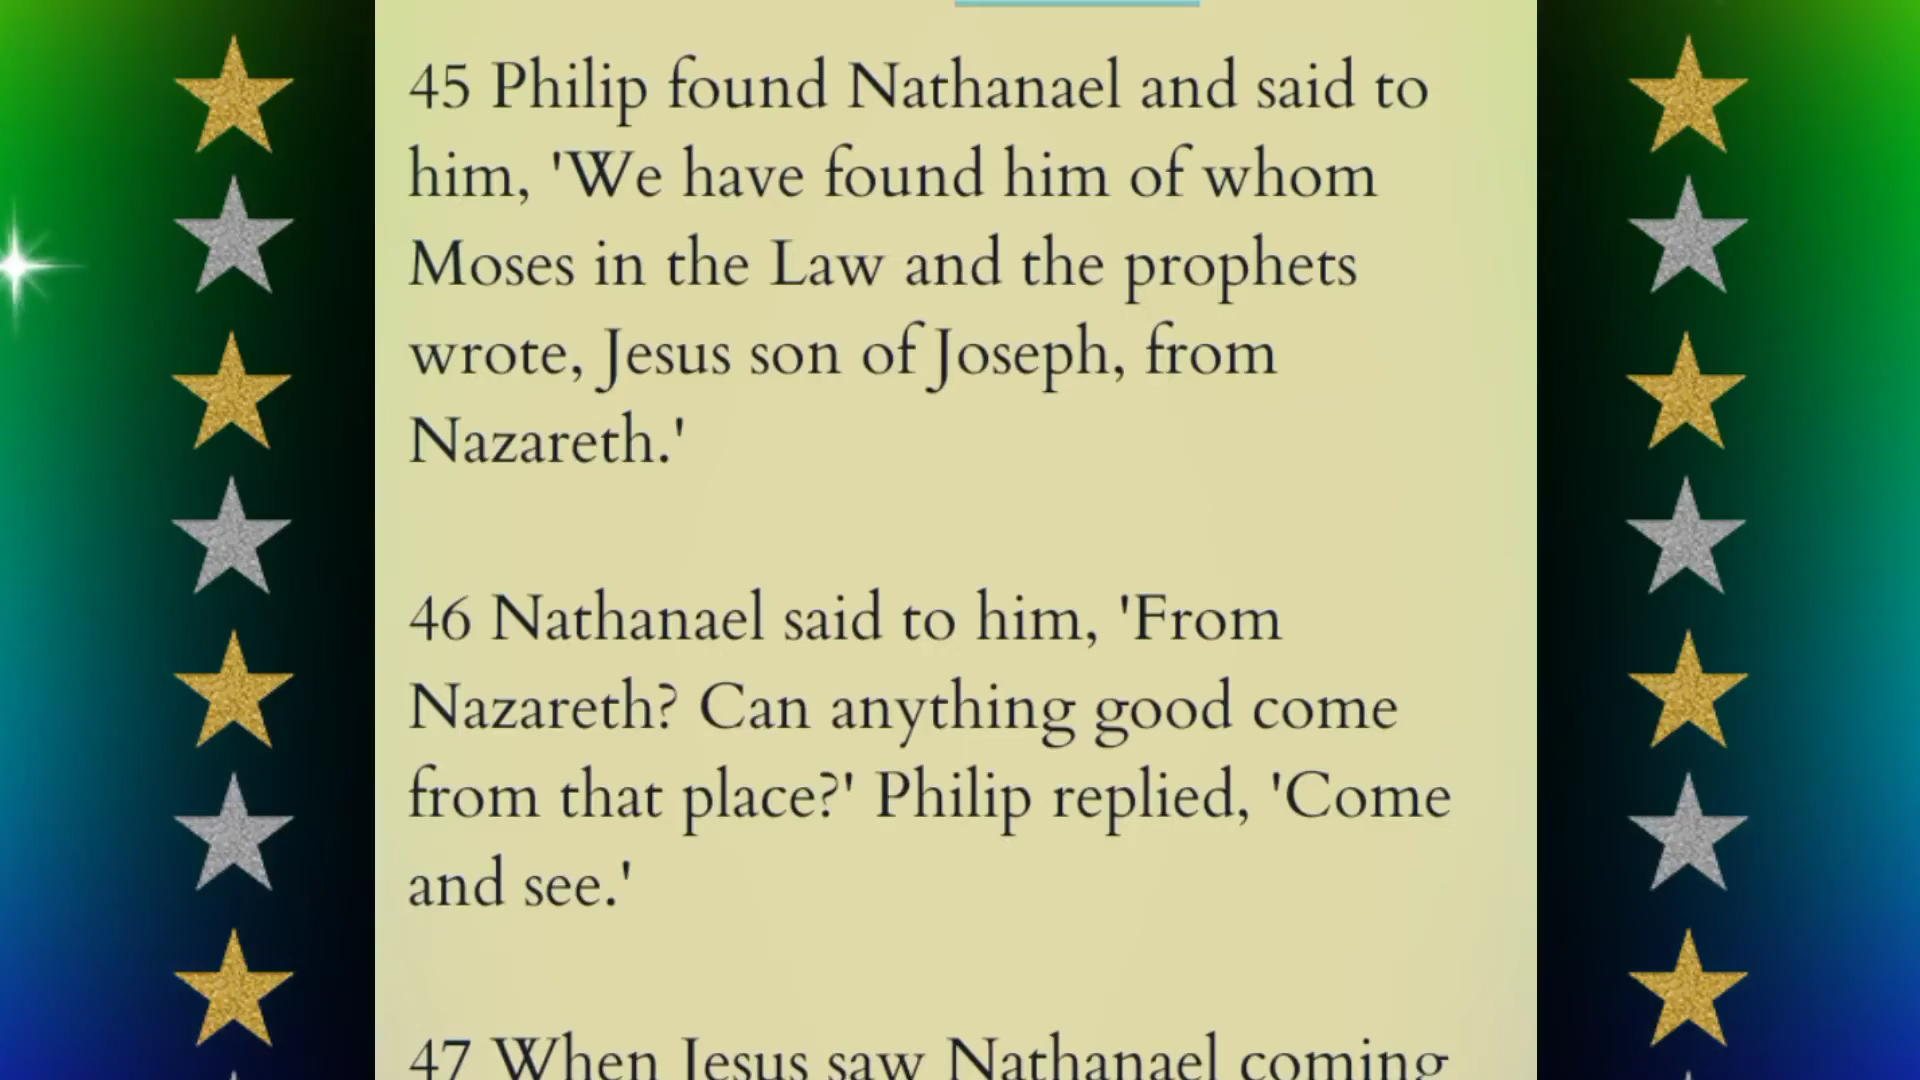 45 Philip found Nathanael and said to
him, 'We have found him of whom
Moses in the Law and the prophets
wrote, Jesus son of Joseph, from
Nazareth.'
46 Nathanael said to him, 'From
Nazareth? Can anything good come
from that place?' Philip replied, 'Come
and see.'
47 When Jesus saw Nathanael coming